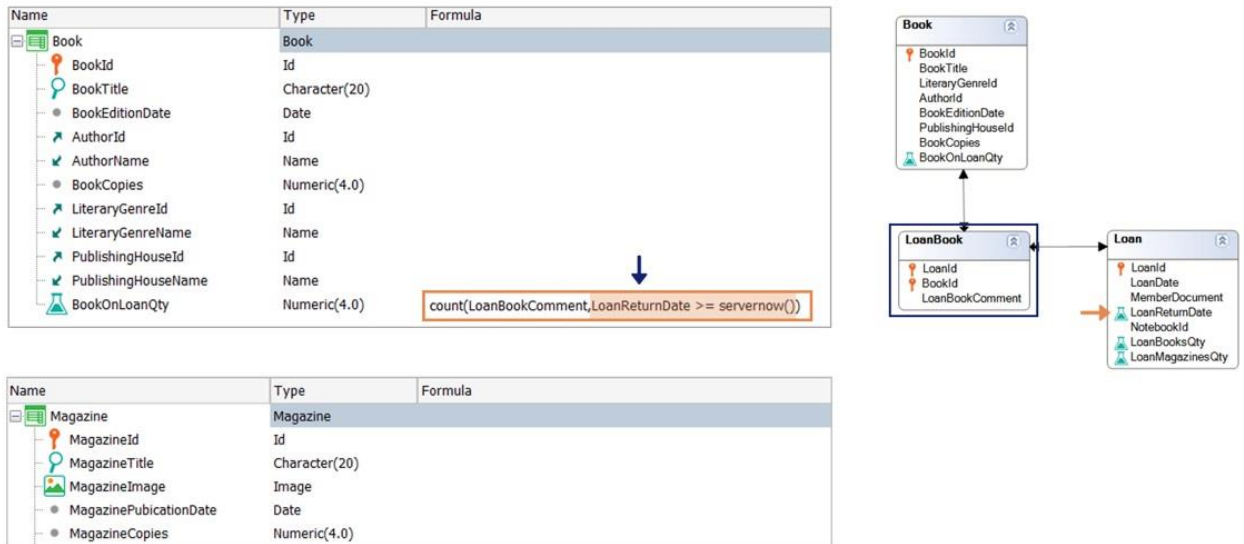 Name Type Formula
Book Book
BookId Id
BookTitle Character(20)
BookEditionDate Date
AuthorId Id
AuthorName Name
BookCopies Numeric(4.0)
LiteraryGenreId Id
LiteraryGenreName Name
PublishingHouseId Id
PublishingHouseName Name
BookOnLoanQty Numeric(4.0) count(LoanBookComment,LoanReturnDate >= servernow())
Book
BookId
BookTitle
LiteraryGenreId
AuthorId
BookEditionDate
PublishingHouseId
BookCopies
BookOnLoanQty
LoanBook
LoanId
BookId
LoanBookComment
Loan
LoanId
LoanDate
MemberDocument
LoanReturnDate
NotebookId
LoanBooksQty
LoanMagazinesQty
Name Type Formula
Magazine Magazine
MagazineId Id
MagazineTitle Character(20)
MagazineImage Image
MagazinePubicationDate Date
MagazineCopies Numeric(4.0)